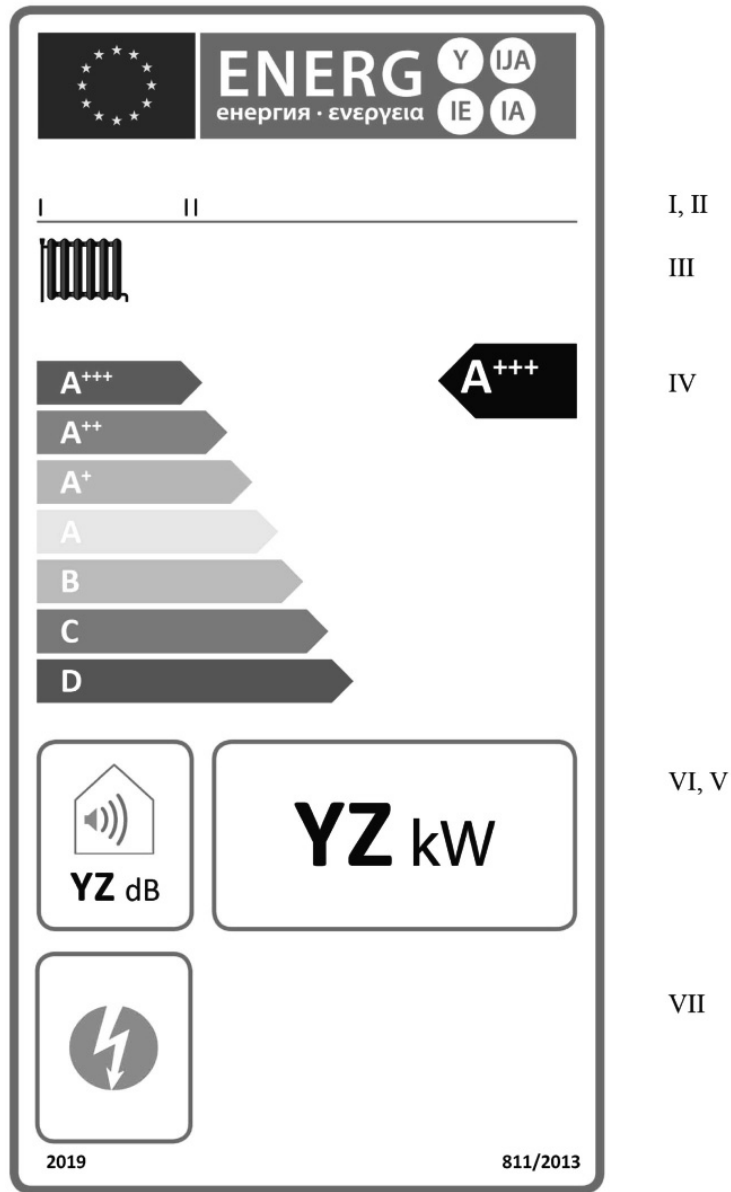 ENERG Y IJA
енергия · ενεργεια IE IA
I II
I, II
III
A+++ A+++
IV
A++
A+
A
B
C
D
VI, V
YZ dB
YZ kW
VII
2019 811/2013